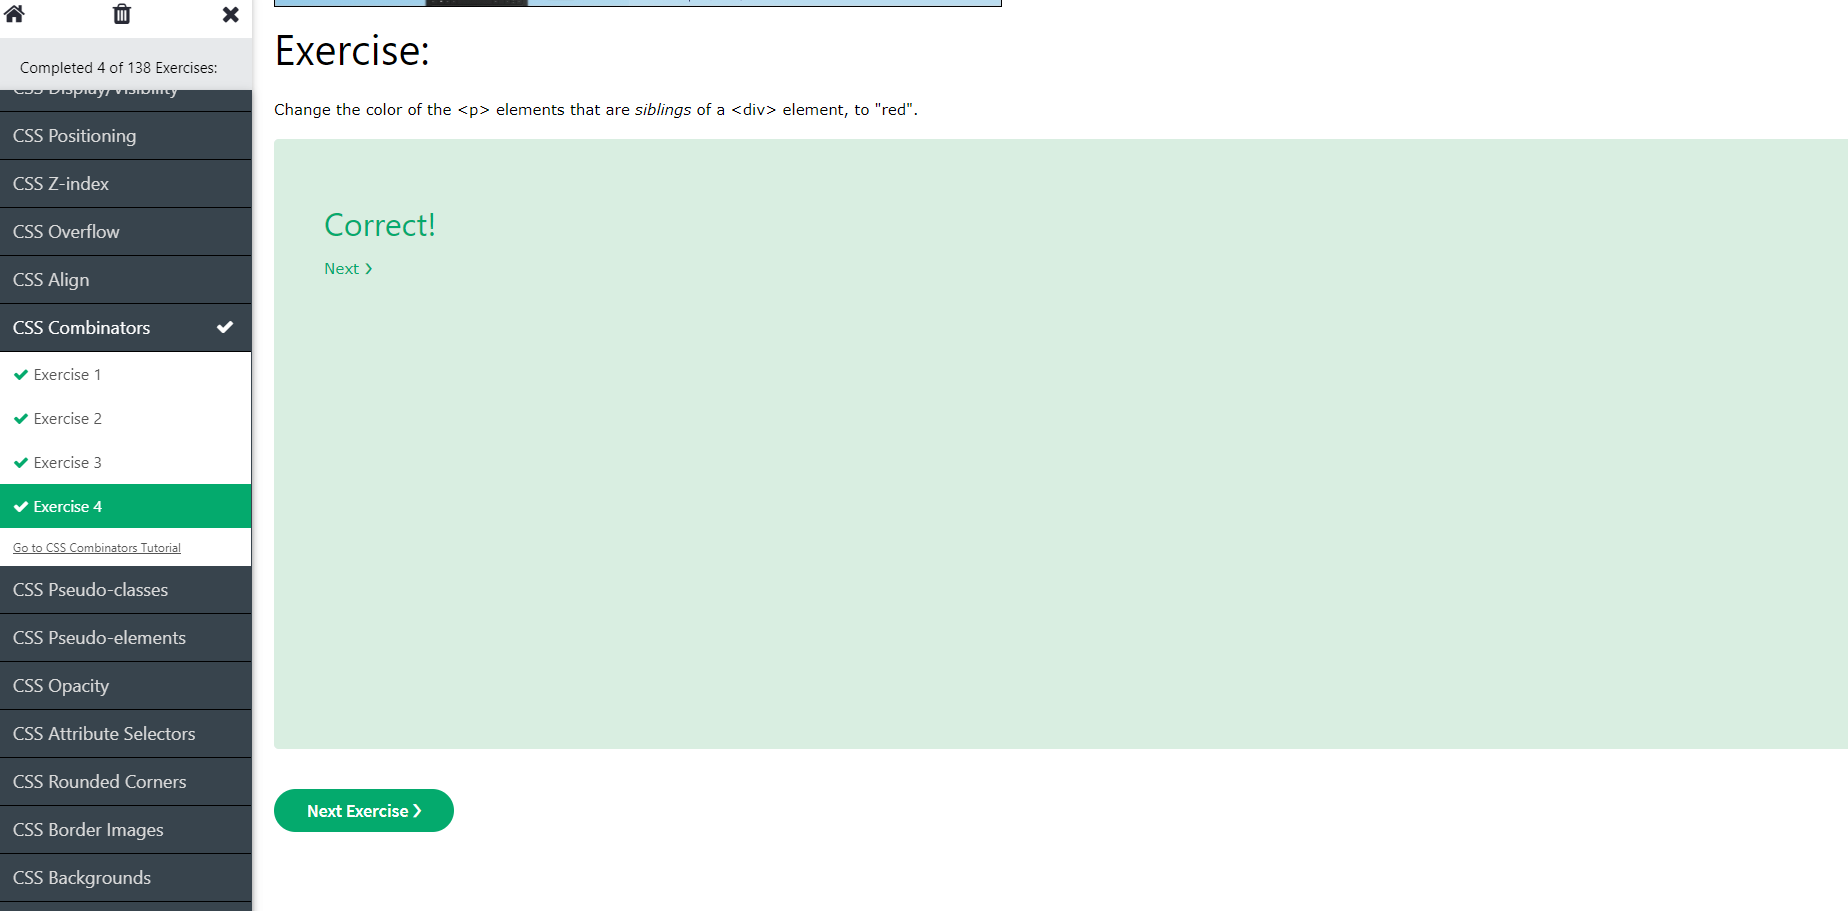 Completed 4 of 138 Exercises:
CSS Display/Visibility
CSS Positioning
CSS Z-index
CSS Overflow
CSS Align
CSS Combinators
Exercise 1
Exercise 2
Exercise 3
Exercise 4
Go to CSS Combinators Tutorial
CSS Pseudo-classes
CSS Pseudo-elements
CSS Opacity
CSS Attribute Selectors
CSS Rounded Corners
CSS Border Images
CSS Backgrounds
Exercise:
Change the color of the <p> elements that are siblings of a <div> element, to "red".
Correct!
Next ❯
Next Exercise ❯